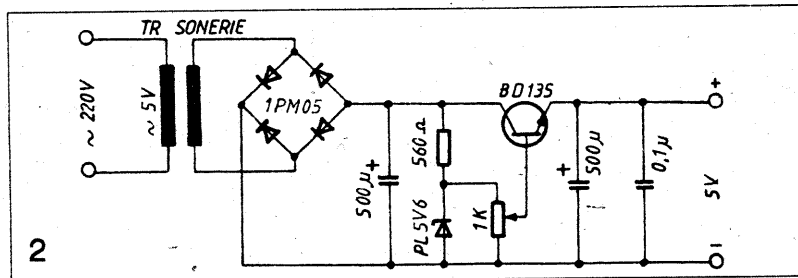 TR SONERIE
~ 220V
~ 5V
1PM05
500µ
+
560Ω
PL5V6
1K
BD135
+
500µ
0,1µ
+
5V
-
2